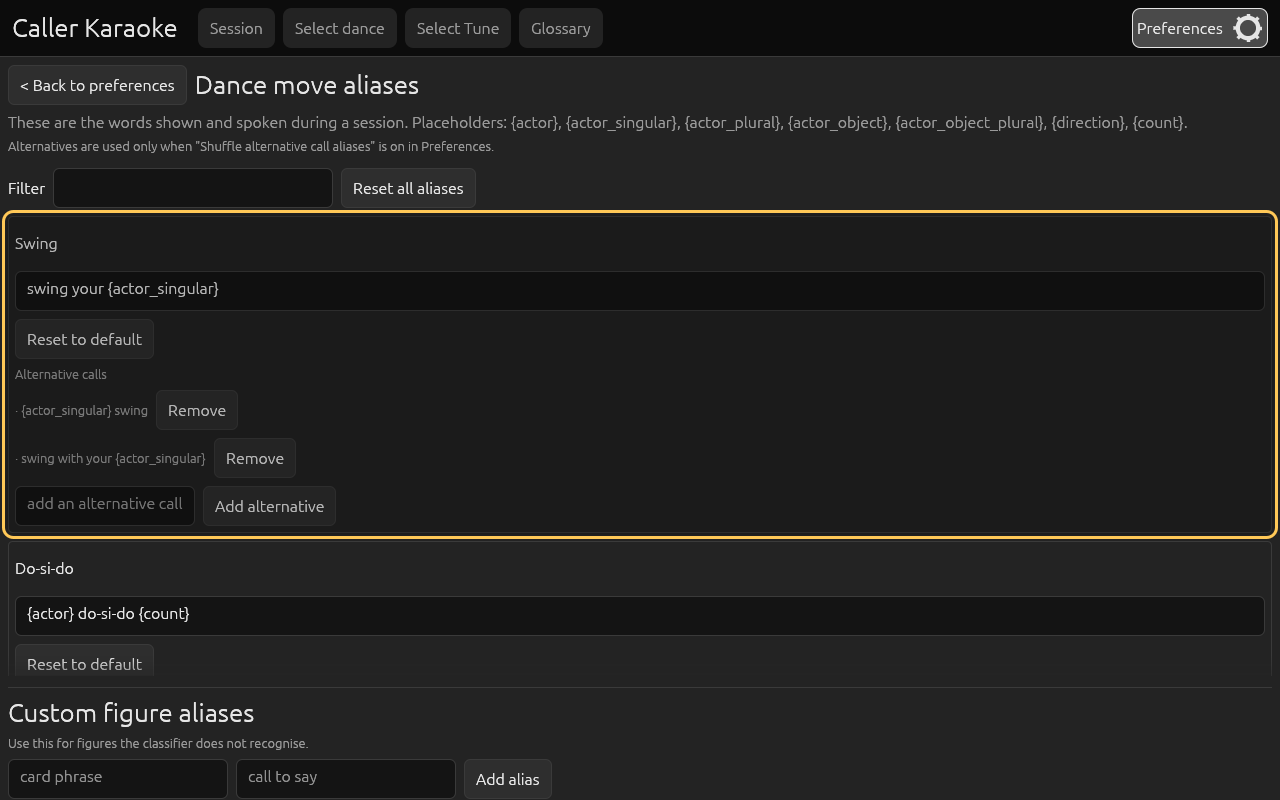 Caller Karaoke Session Select dance Select Tune Glossary Preferences
< Back to preferences Dance move aliases
These are the words shown and spoken during a session. Placeholders: {actor}, {actor_singular}, {actor_plural}, {actor_object}, {actor_object_plural}, {direction}, {count}.
Alternatives are used only when "Shuffle alternative call aliases" is on in Preferences.
Filter Reset all aliases
Swing
swing your {actor_singular}
Reset to default
Alternative calls
· {actor_singular} swing Remove
· swing with your {actor_singular} Remove
add an alternative call Add alternative
Do-si-do
{actor} do-si-do {count}
Reset to default
Custom figure aliases
Use this for figures the classifier does not recognise.
card phrase call to say Add alias